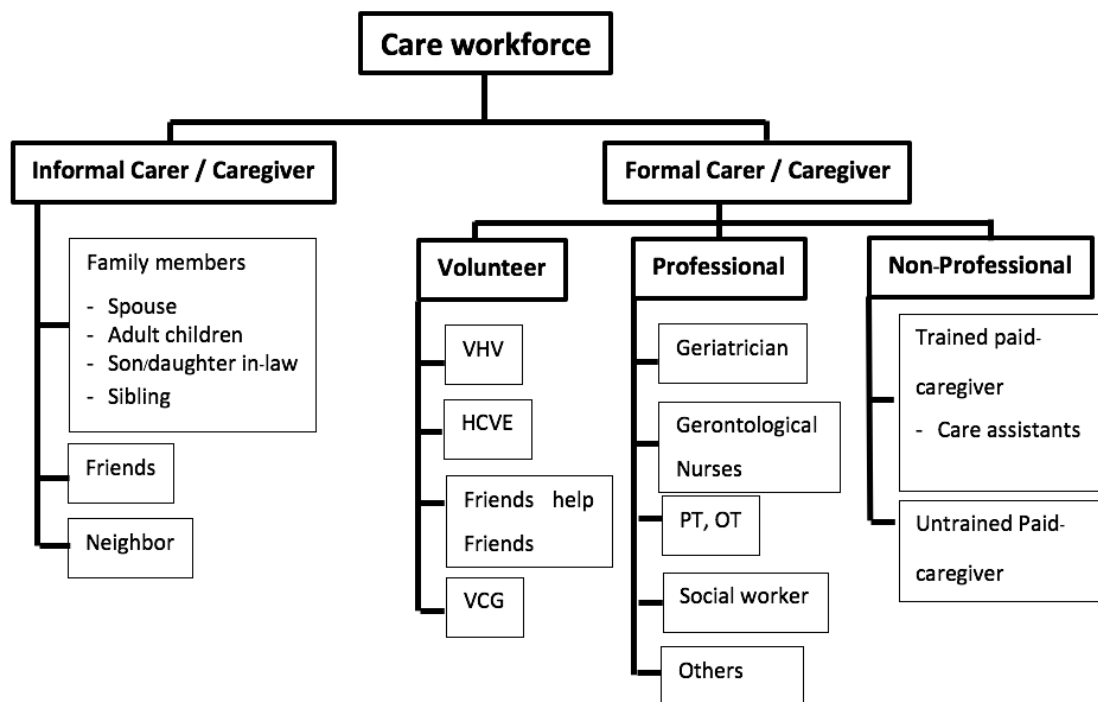 Care workforce
Informal Carer / Caregiver
Family members
- Spouse
- Adult children
- Son/daughter in-law
- Sibling
Friends
Neighbor
Formal Carer / Caregiver
Volunteer
VHV
HCVE
Friends help
Friends
VCG
Professional
Geriatrician
Gerontological
Nurses
PT, OT
Social worker
Others
Non-Professional
Trained paid-
caregiver
- Care assistants
Untrained Paid-
caregiver